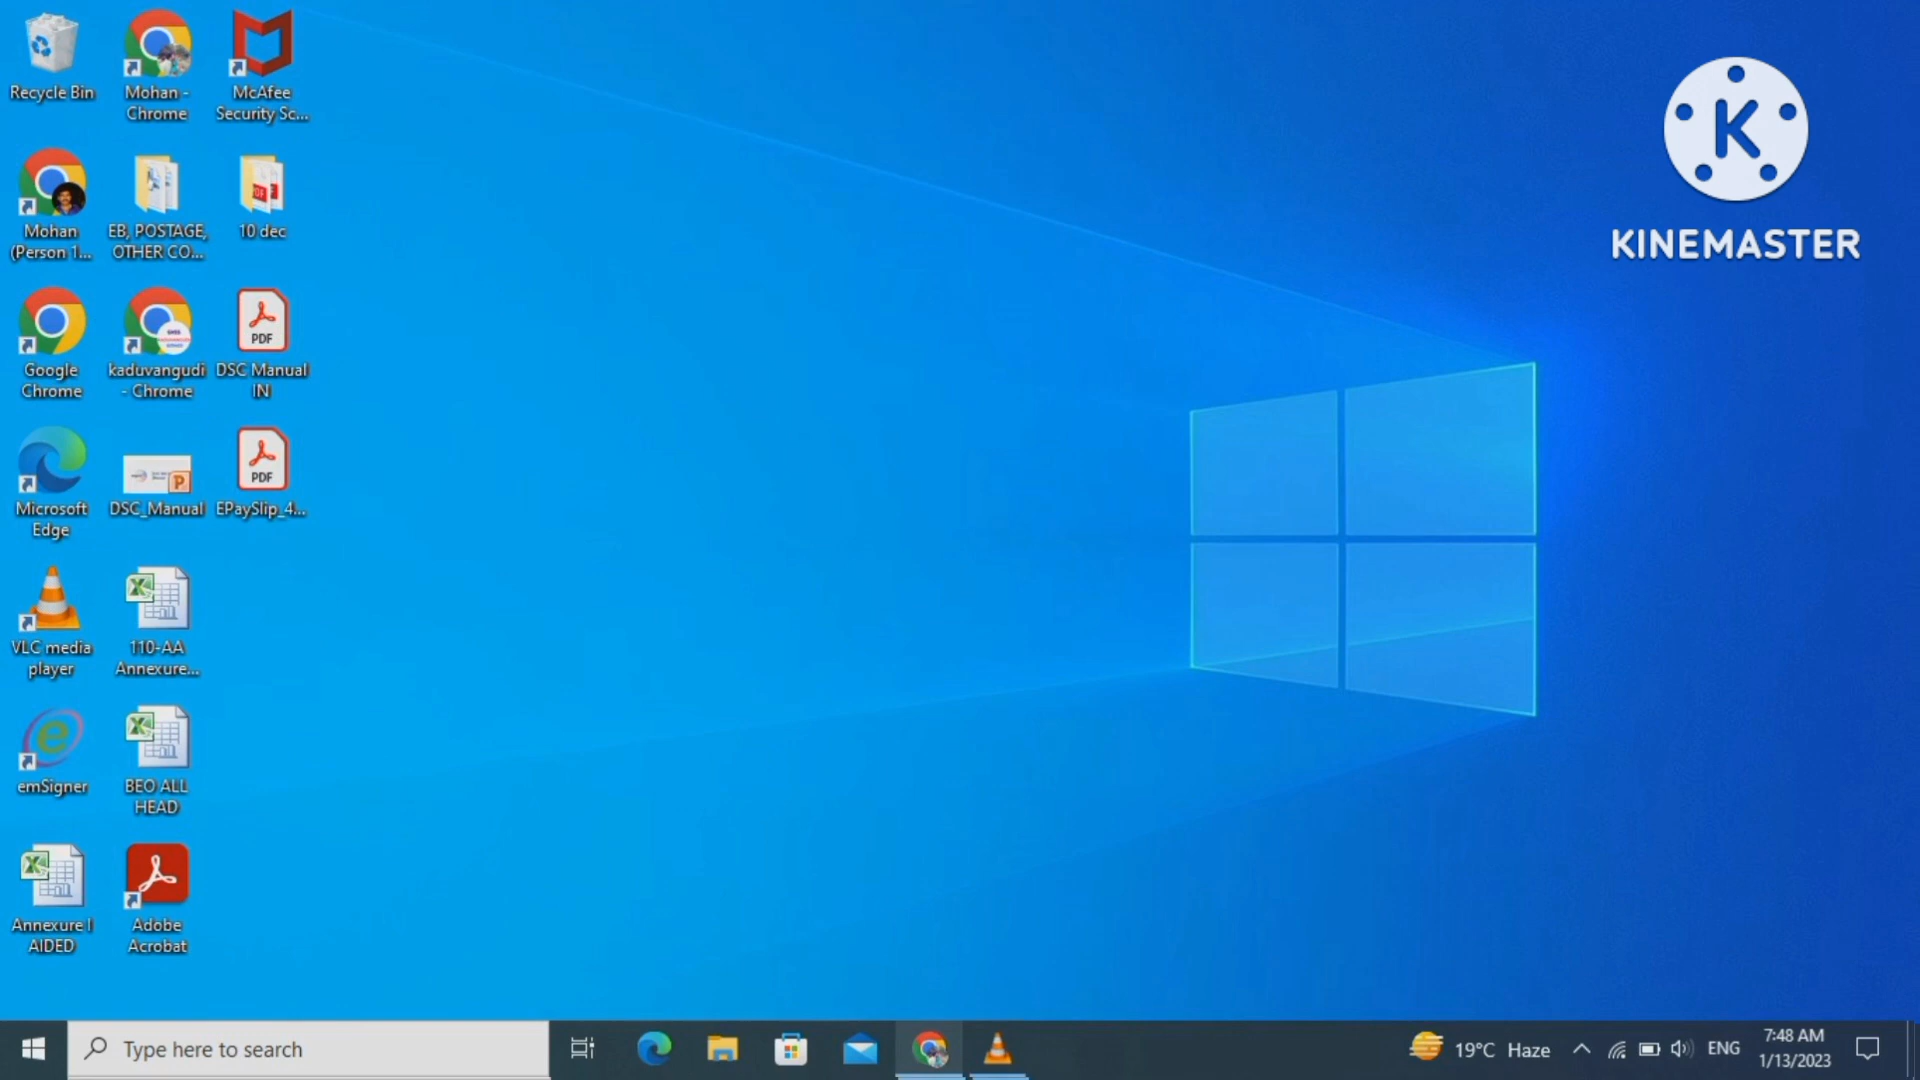 Recycle Bin
Mohan -
Chrome
McAfee
Security Sc...
Mohan
(Person 1...
EB, POSTAGE,
OTHER CO...
10 dec
Google
Chrome
kaduvangudi
- Chrome
PDF
DSC Manual
IN
Microsoft
Edge
DSC_Manual
PDF
EPaySlip_4...
VLC media
player
110-AA
Annexure...
emSigner
BEO ALL
HEAD
Annexure I
AIDED
Adobe
Acrobat
K
KINEMASTER
Type here to search
19°C Haze
ENG
7:48 AM
1/13/2023